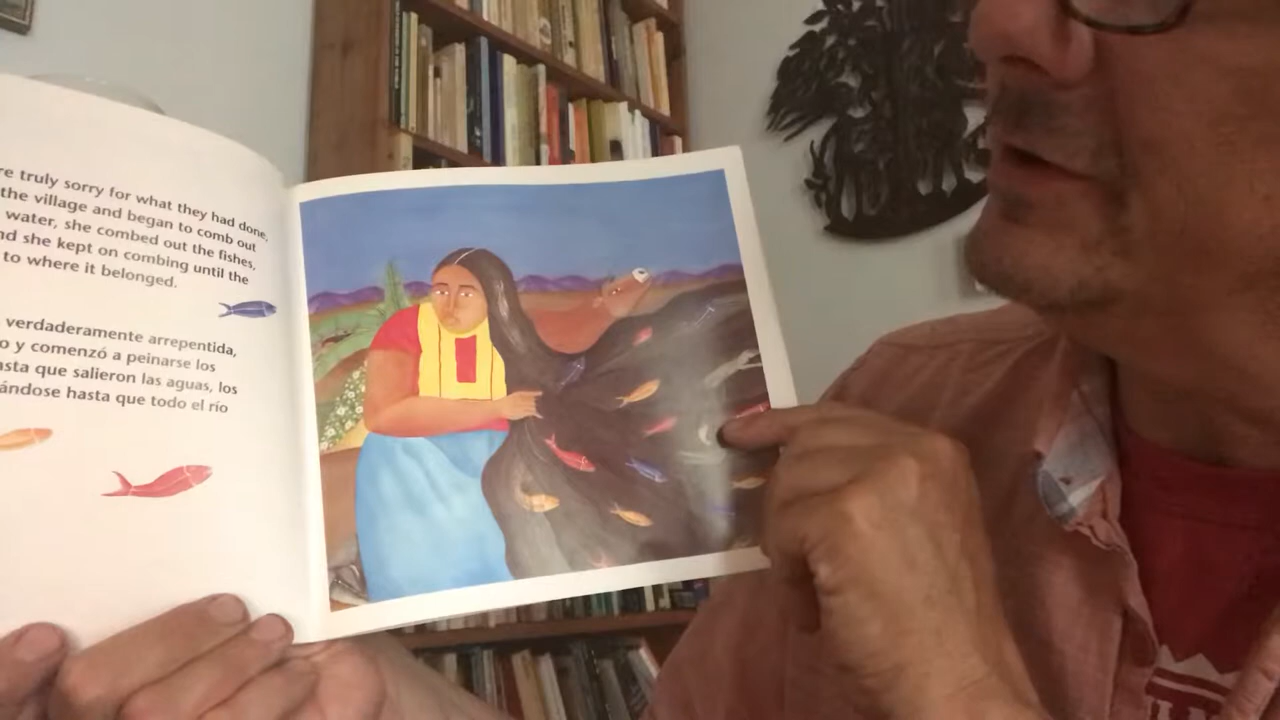 re truly sorry for what they had done,
the village and began to comb out
water, she combed out the fishes,
nd she kept on combing until the
to where it belonged.
verdaderamente arrepentida,
o y comenzó a peinarse los
asta que salieron las aguas, los
ándose hasta que todo el río